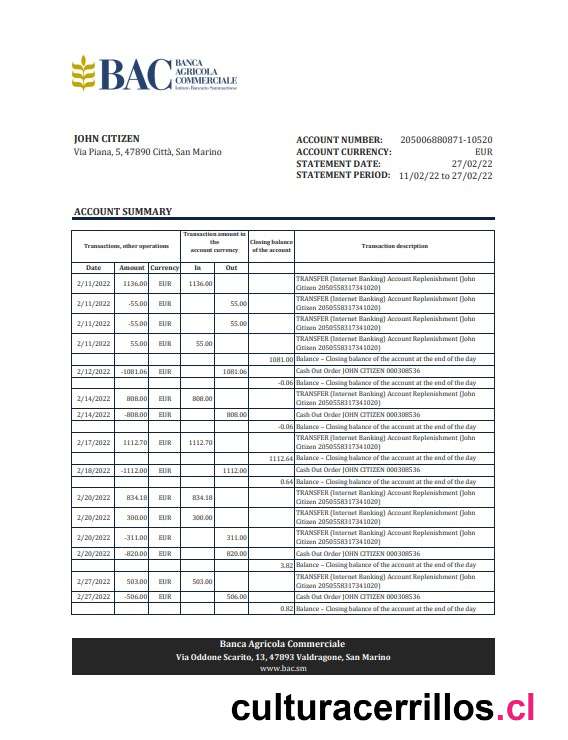 BAC BANCA
AGRICOLA
COMMERCIALE
Istituto Bancario Sammarinese
JOHN CITIZEN
Via Piana, 5, 47890 Città, San Marino
ACCOUNT NUMBER: 205006880871-10520
ACCOUNT CURRENCY: EUR
STATEMENT DATE: 27/02/22
STATEMENT PERIOD: 11/02/22 to 27/02/22
ACCOUNT SUMMARY
Transactions, other operations
Transaction amount in
the
account currency
Closing balance
of the account
Transaction description
Date Amount Currency In Out
2/11/2022 1136.00 EUR 1136.00 TRANSFER (Internet Banking) Account Replenishment (John
Citizen 2050558317341020)
2/11/2022 -55.00 EUR 55.00 TRANSFER (Internet Banking) Account Replenishment (John
Citizen 2050558317341020)
2/11/2022 -55.00 EUR 55.00 TRANSFER (Internet Banking) Account Replenishment (John
Citizen 2050558317341020)
2/11/2022 55.00 EUR 55.00 TRANSFER (Internet Banking) Account Replenishment (John
Citizen 2050558317341020)
1081.00 Balance – Closing balance of the account at the end of the day
2/12/2022 -1081.06 EUR 1081.06 Cash Out Order JOHN CITIZEN 000308536
-0.06 Balance – Closing balance of the account at the end of the day
2/14/2022 808.00 EUR 808.00 TRANSFER (Internet Banking) Account Replenishment (John
Citizen 2050558317341020)
2/14/2022 -808.00 EUR 808.00 Cash Out Order JOHN CITIZEN 000308536
-0.06 Balance – Closing balance of the account at the end of the day
2/17/2022 1112.70 EUR 1112.70 TRANSFER (Internet Banking) Account Replenishment (John
Citizen 2050558317341020)
1112.64 Balance – Closing balance of the account at the end of the day
2/18/2022 -1112.00 EUR 1112.00 Cash Out Order JOHN CITIZEN 000308536
0.64 Balance – Closing balance of the account at the end of the day
2/20/2022 834.18 EUR 834.18 TRANSFER (Internet Banking) Account Replenishment (John
Citizen 2050558317341020)
2/20/2022 300.00 EUR 300.00 TRANSFER (Internet Banking) Account Replenishment (John
Citizen 2050558317341020)
2/20/2022 -311.00 EUR 311.00 TRANSFER (Internet Banking) Account Replenishment (John
Citizen 2050558317341020)
2/20/2022 -820.00 EUR 820.00 Cash Out Order JOHN CITIZEN 000308536
3.82 Balance – Closing balance of the account at the end of the day
2/27/2022 503.00 EUR 503.00 TRANSFER (Internet Banking) Account Replenishment (John
Citizen 2050558317341020)
2/27/2022 -506.00 EUR 506.00 Cash Out Order JOHN CITIZEN 000308536
0.82 Balance – Closing balance of the account at the end of the day
Banca Agricola Commerciale
Via Oddone Scarito, 13, 47893 Valdragone, San Marino
www.bac.sm
culturacerrillos.cl